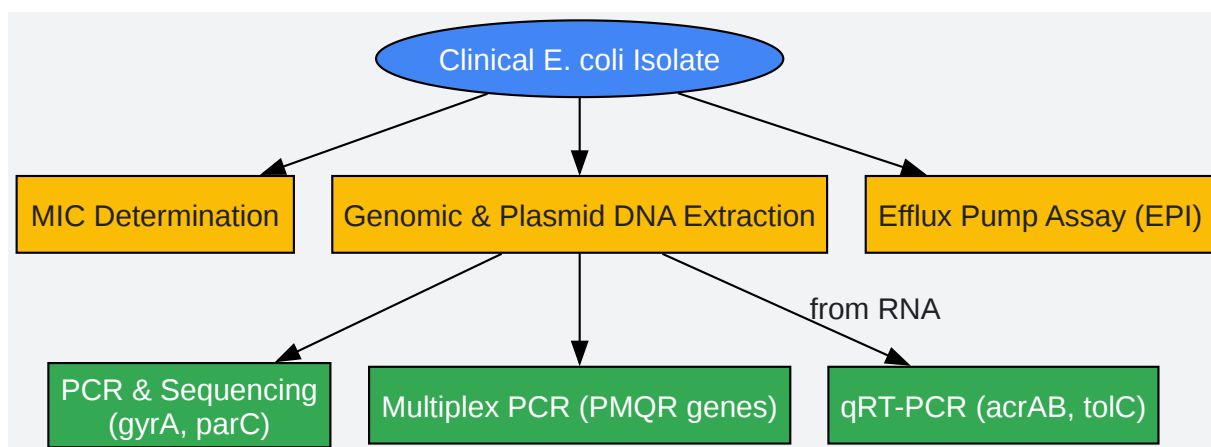 Clinical E. coli Isolate
MIC Determination
Genomic & Plasmid DNA Extraction
Efflux Pump Assay (EPI)
from RNA
PCR & Sequencing
(gyrA, parC)
Multiplex PCR (PMQR genes)
qRT-PCR (acrAB, tolC)